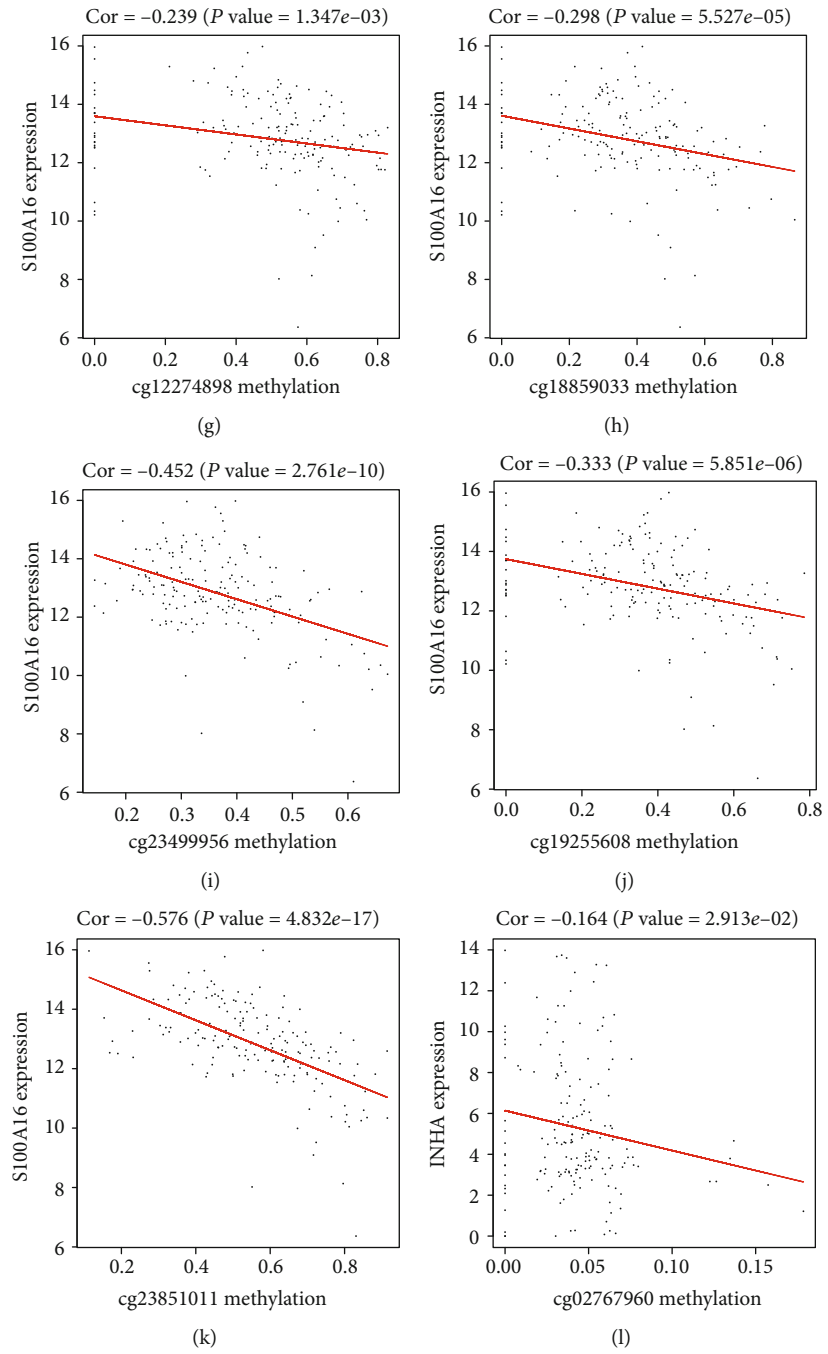 Cor = –0.239 (P value = 1.347e–03)
16
14
12
10
8
6
S100A16 expression
0.0 0.2 0.4 0.6 0.8
cg12274898 methylation
(g)
Cor = –0.298 (P value = 5.527e–05)
16
14
12
10
8
6
S100A16 expression
0.0 0.2 0.4 0.6 0.8
cg18859033 methylation
(h)
Cor = –0.452 (P value = 2.761e–10)
16
14
12
10
8
6
S100A16 expression
0.2 0.3 0.4 0.5 0.6
cg23499956 methylation
(i)
Cor = –0.333 (P value = 5.851e–06)
16
14
12
10
8
6
S100A16 expression
0.0 0.2 0.4 0.6 0.8
cg19255608 methylation
(j)
Cor = –0.576 (P value = 4.832e–17)
16
14
12
10
8
6
S100A16 expression
0.2 0.4 0.6 0.8
cg23851011 methylation
(k)
Cor = –0.164 (P value = 2.913e–02)
14
12
10
8
6
4
2
0
INHA expression
0.00 0.05 0.10 0.15
cg02767960 methylation
(l)